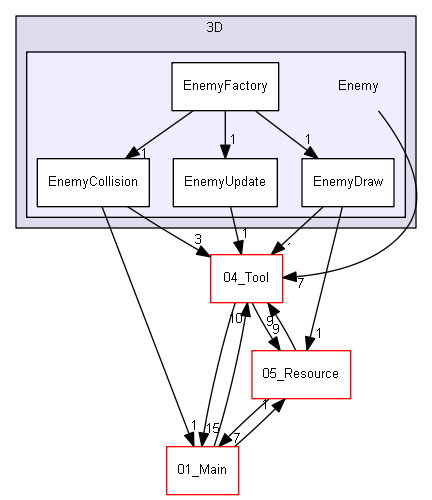 3D
EnemyFactory
Enemy
1
1
1
EnemyCollision
EnemyUpdate
EnemyDraw
3
1
04_Tool
7
10
9
9
1
05_Resource
1
1
15
7
01_Main